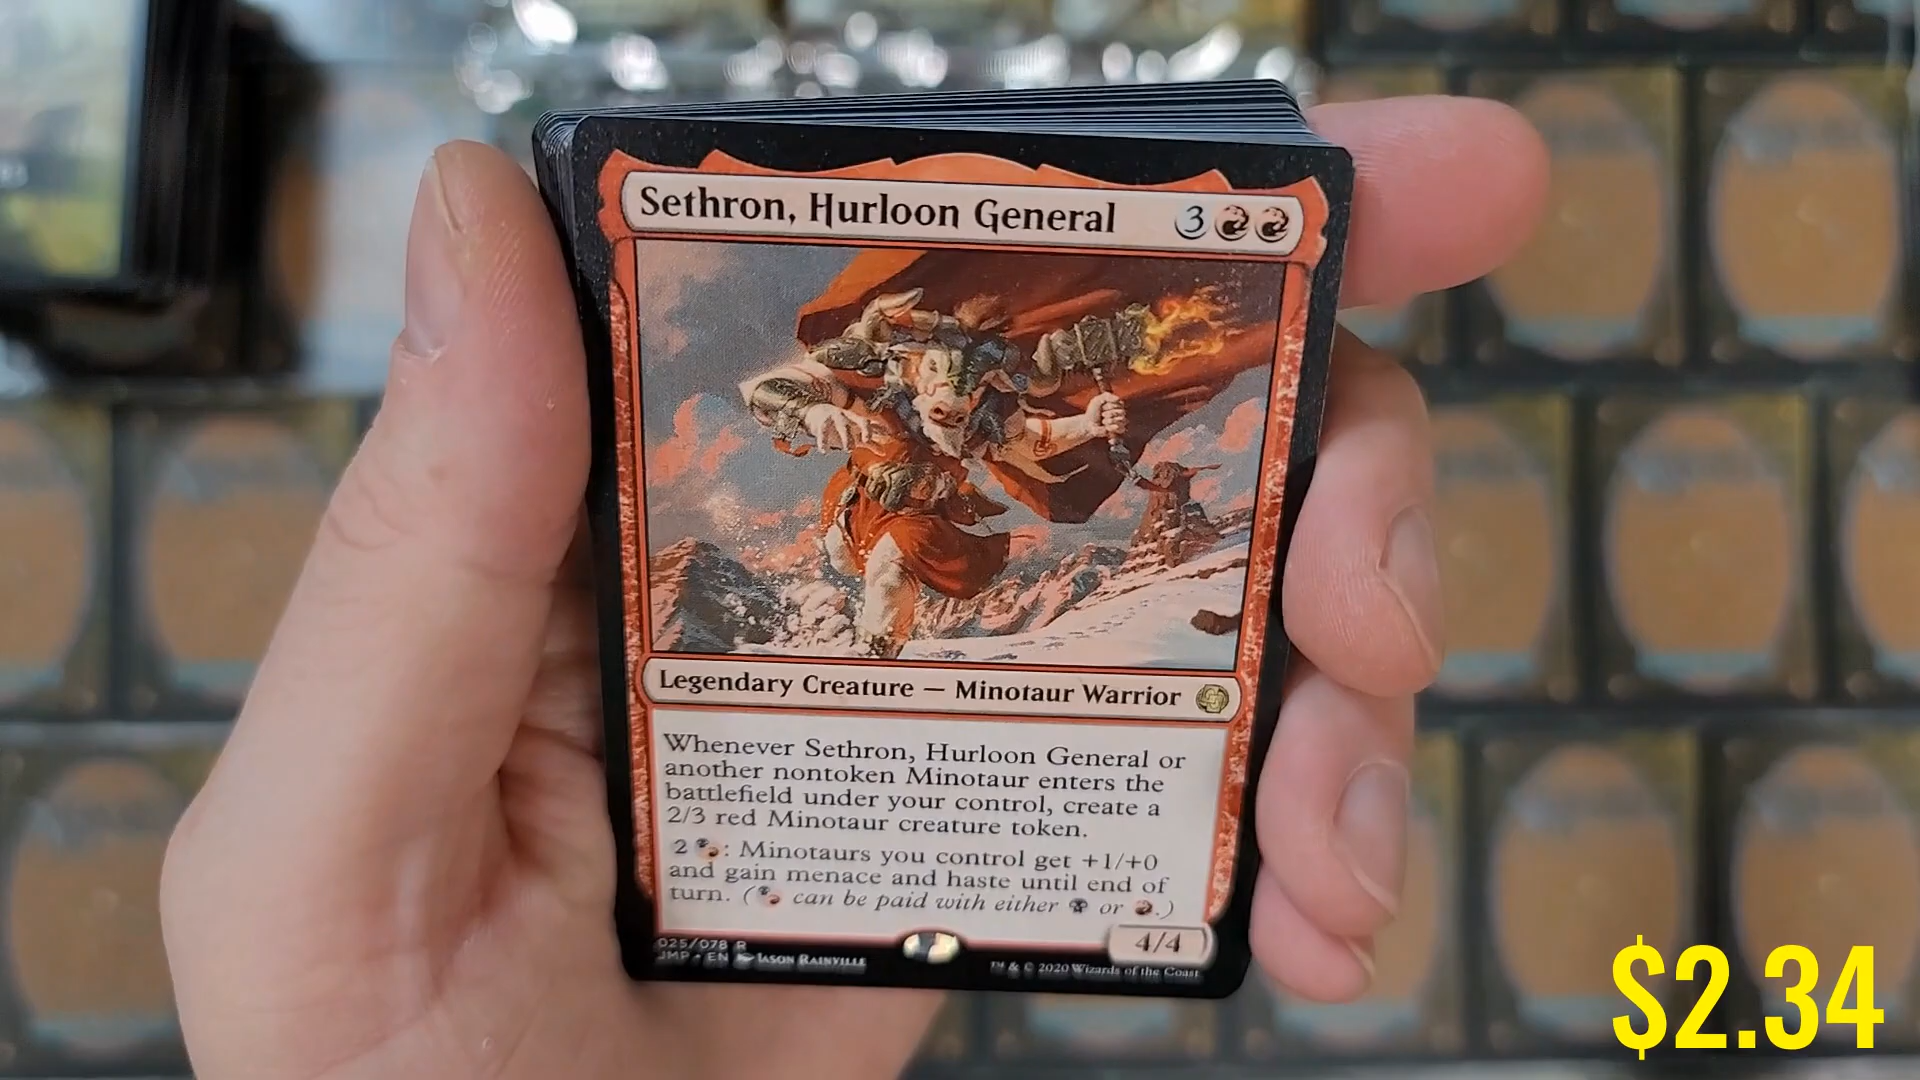 Sethron, Hurloon General 3
Legendary Creature — Minotaur Warrior
Whenever Sethron, Hurloon General or
another nontoken Minotaur enters the
battlefield under your control, create a
2/3 red Minotaur creature token.
2 : Minotaurs you control get +1/+0
and gain menace and haste until end of
turn. ( can be paid with either or .)
4/4
025/078 R
JMP • EN Jason Rainville
™ & © 2020 Wizards of the Coast
$2.34